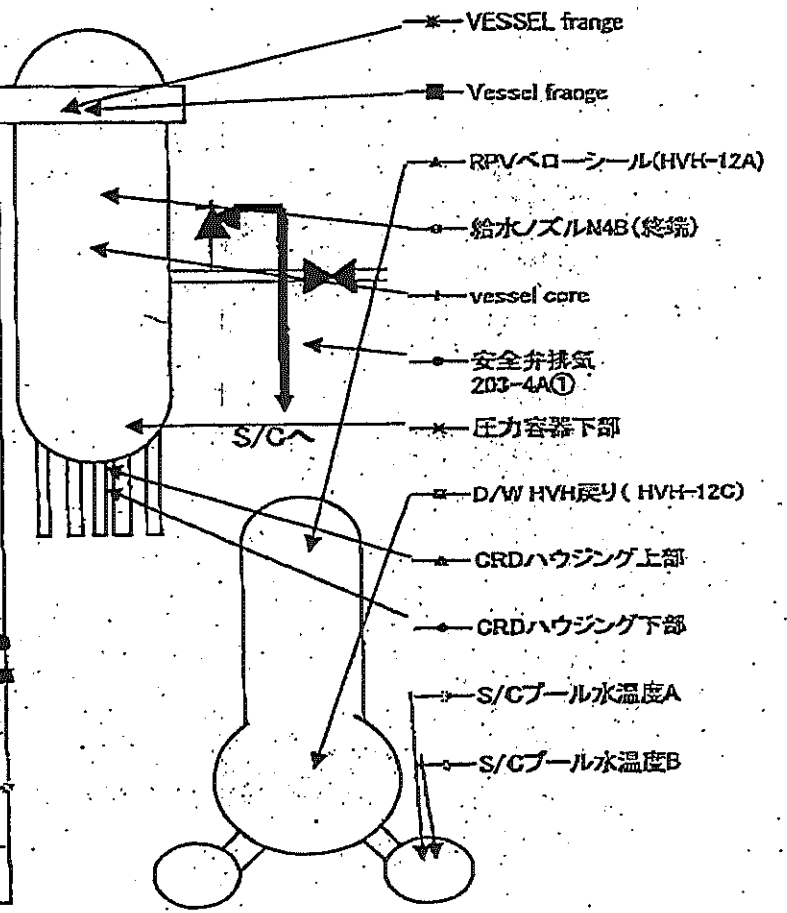 VESSEL frange
Vessel frange
RPVベローシール(HVH-12A)
給水ノズルN4B(終端)
vessel core
安全弁排気
203-4A①
S/Cへ
圧力容器下部
D/W HVH戻り( HVH-12C)
CRDハウジング上部
CRDハウジング下部
S/Cプール水温度A
S/Cプール水温度B